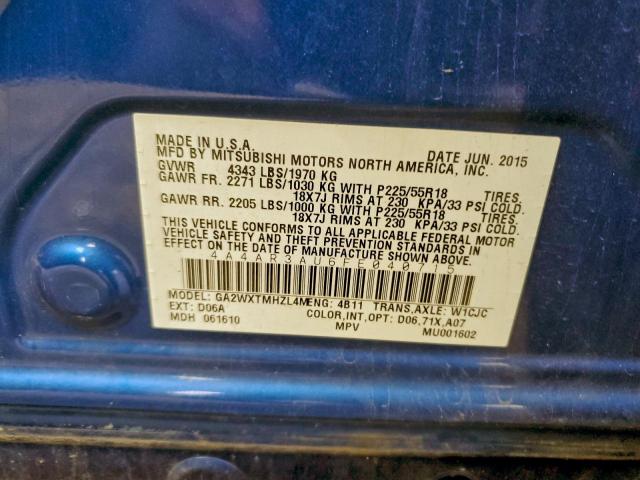 MADE IN U.S.A. DATE JUN. 2015
MFD BY MITSUBISHI MOTORS NORTH AMERICA, INC.
GVWR 4343 LBS/1970 KG
GAWR FR. 2271 LBS/1030 KG WITH P225/55R18 TIRES.
18X7J RIMS AT 230 KPA/33 PSI COLD.
GAWR RR. 2205 LBS/1000 KG WITH P225/55R18 TIRES.
18X7J RIMS AT 230 KPA/33 PSI COLD.
THIS VEHICLE CONFORMS TO ALL APPLICABLE FEDERAL MOTOR
VEHICLE SAFETY AND THEFT PREVENTION STANDARDS IN
EFFECT ON THE DATE OF MANUFACTURE SHOWN ABOVE.
4A4AR3AU6FE040715
MODEL: GA2WXTMHZL4MENG: 4B11 TRANS,AXLE: W1CJC
EXT: D06A COLOR,INT,OPT: D06,71X,A07
MDH 061610 MPV MU001602